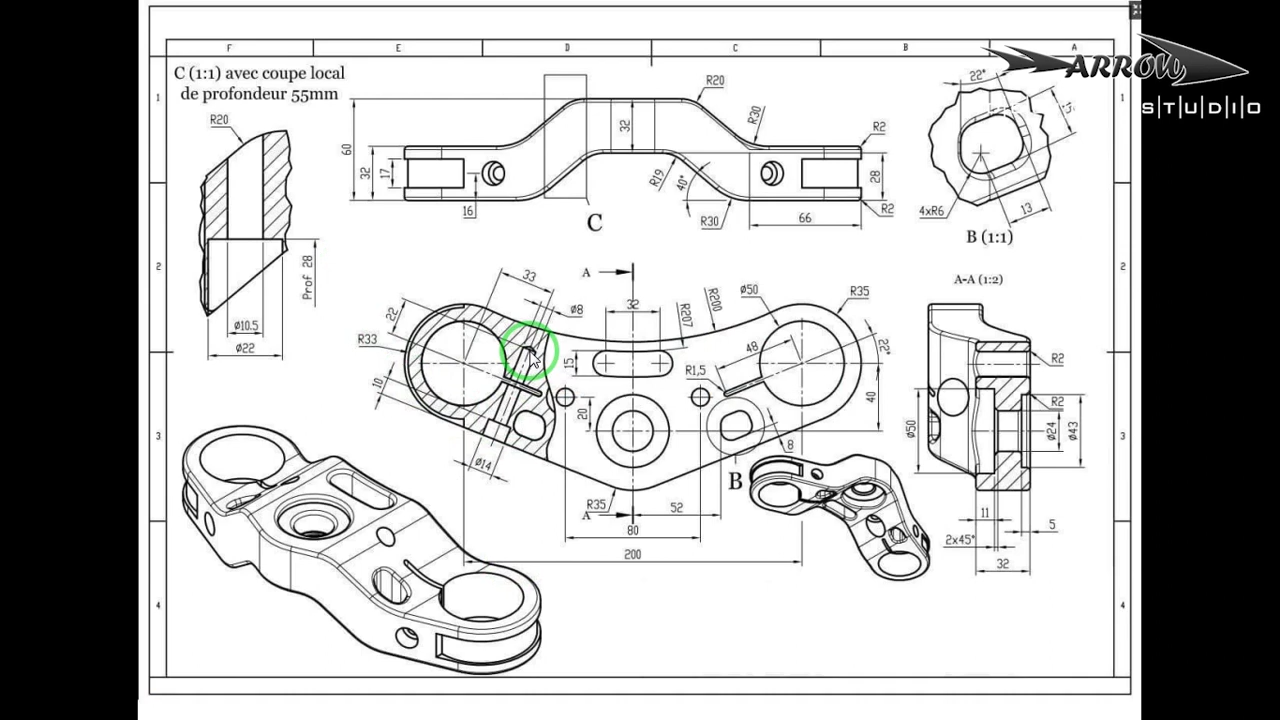 F
E
D
C
B
A
C (1:1) avec coupe local
de profondeur 55mm
ARROW
S|T|U|D|I|O
1
1
R20
Prof 28
ø10.5
ø22
R20
60
32
17
16
32
R30
R19
40°
R30
R2
28
R2
66
C
22°
13
4xR6
B (1:1)
2
2
A
33
ø8
32
R207
R200
ø50
R35
22
R33
10
15
48
R1,5
22°
40
20
8
ø14
R35
A
52
80
200
B
A-A (1:2)
R2
R2
ø50
ø24
ø43
11
5
2x45°
32
3
3
4
4